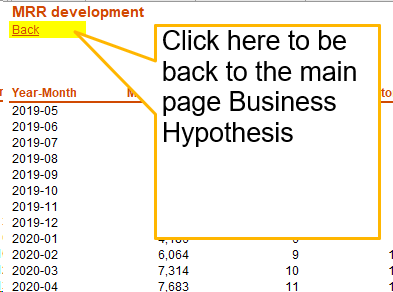 MRR development
Back
Click here to be
back to the main
page Business
Hypothesis
Year-Month
2019-05
2019-06
2019-07
2019-08
2019-09
2019-10
2019-11
2019-12
2020-01
2020-02 6,064 9
2020-03 7,314 10
2020-04 7,683 11